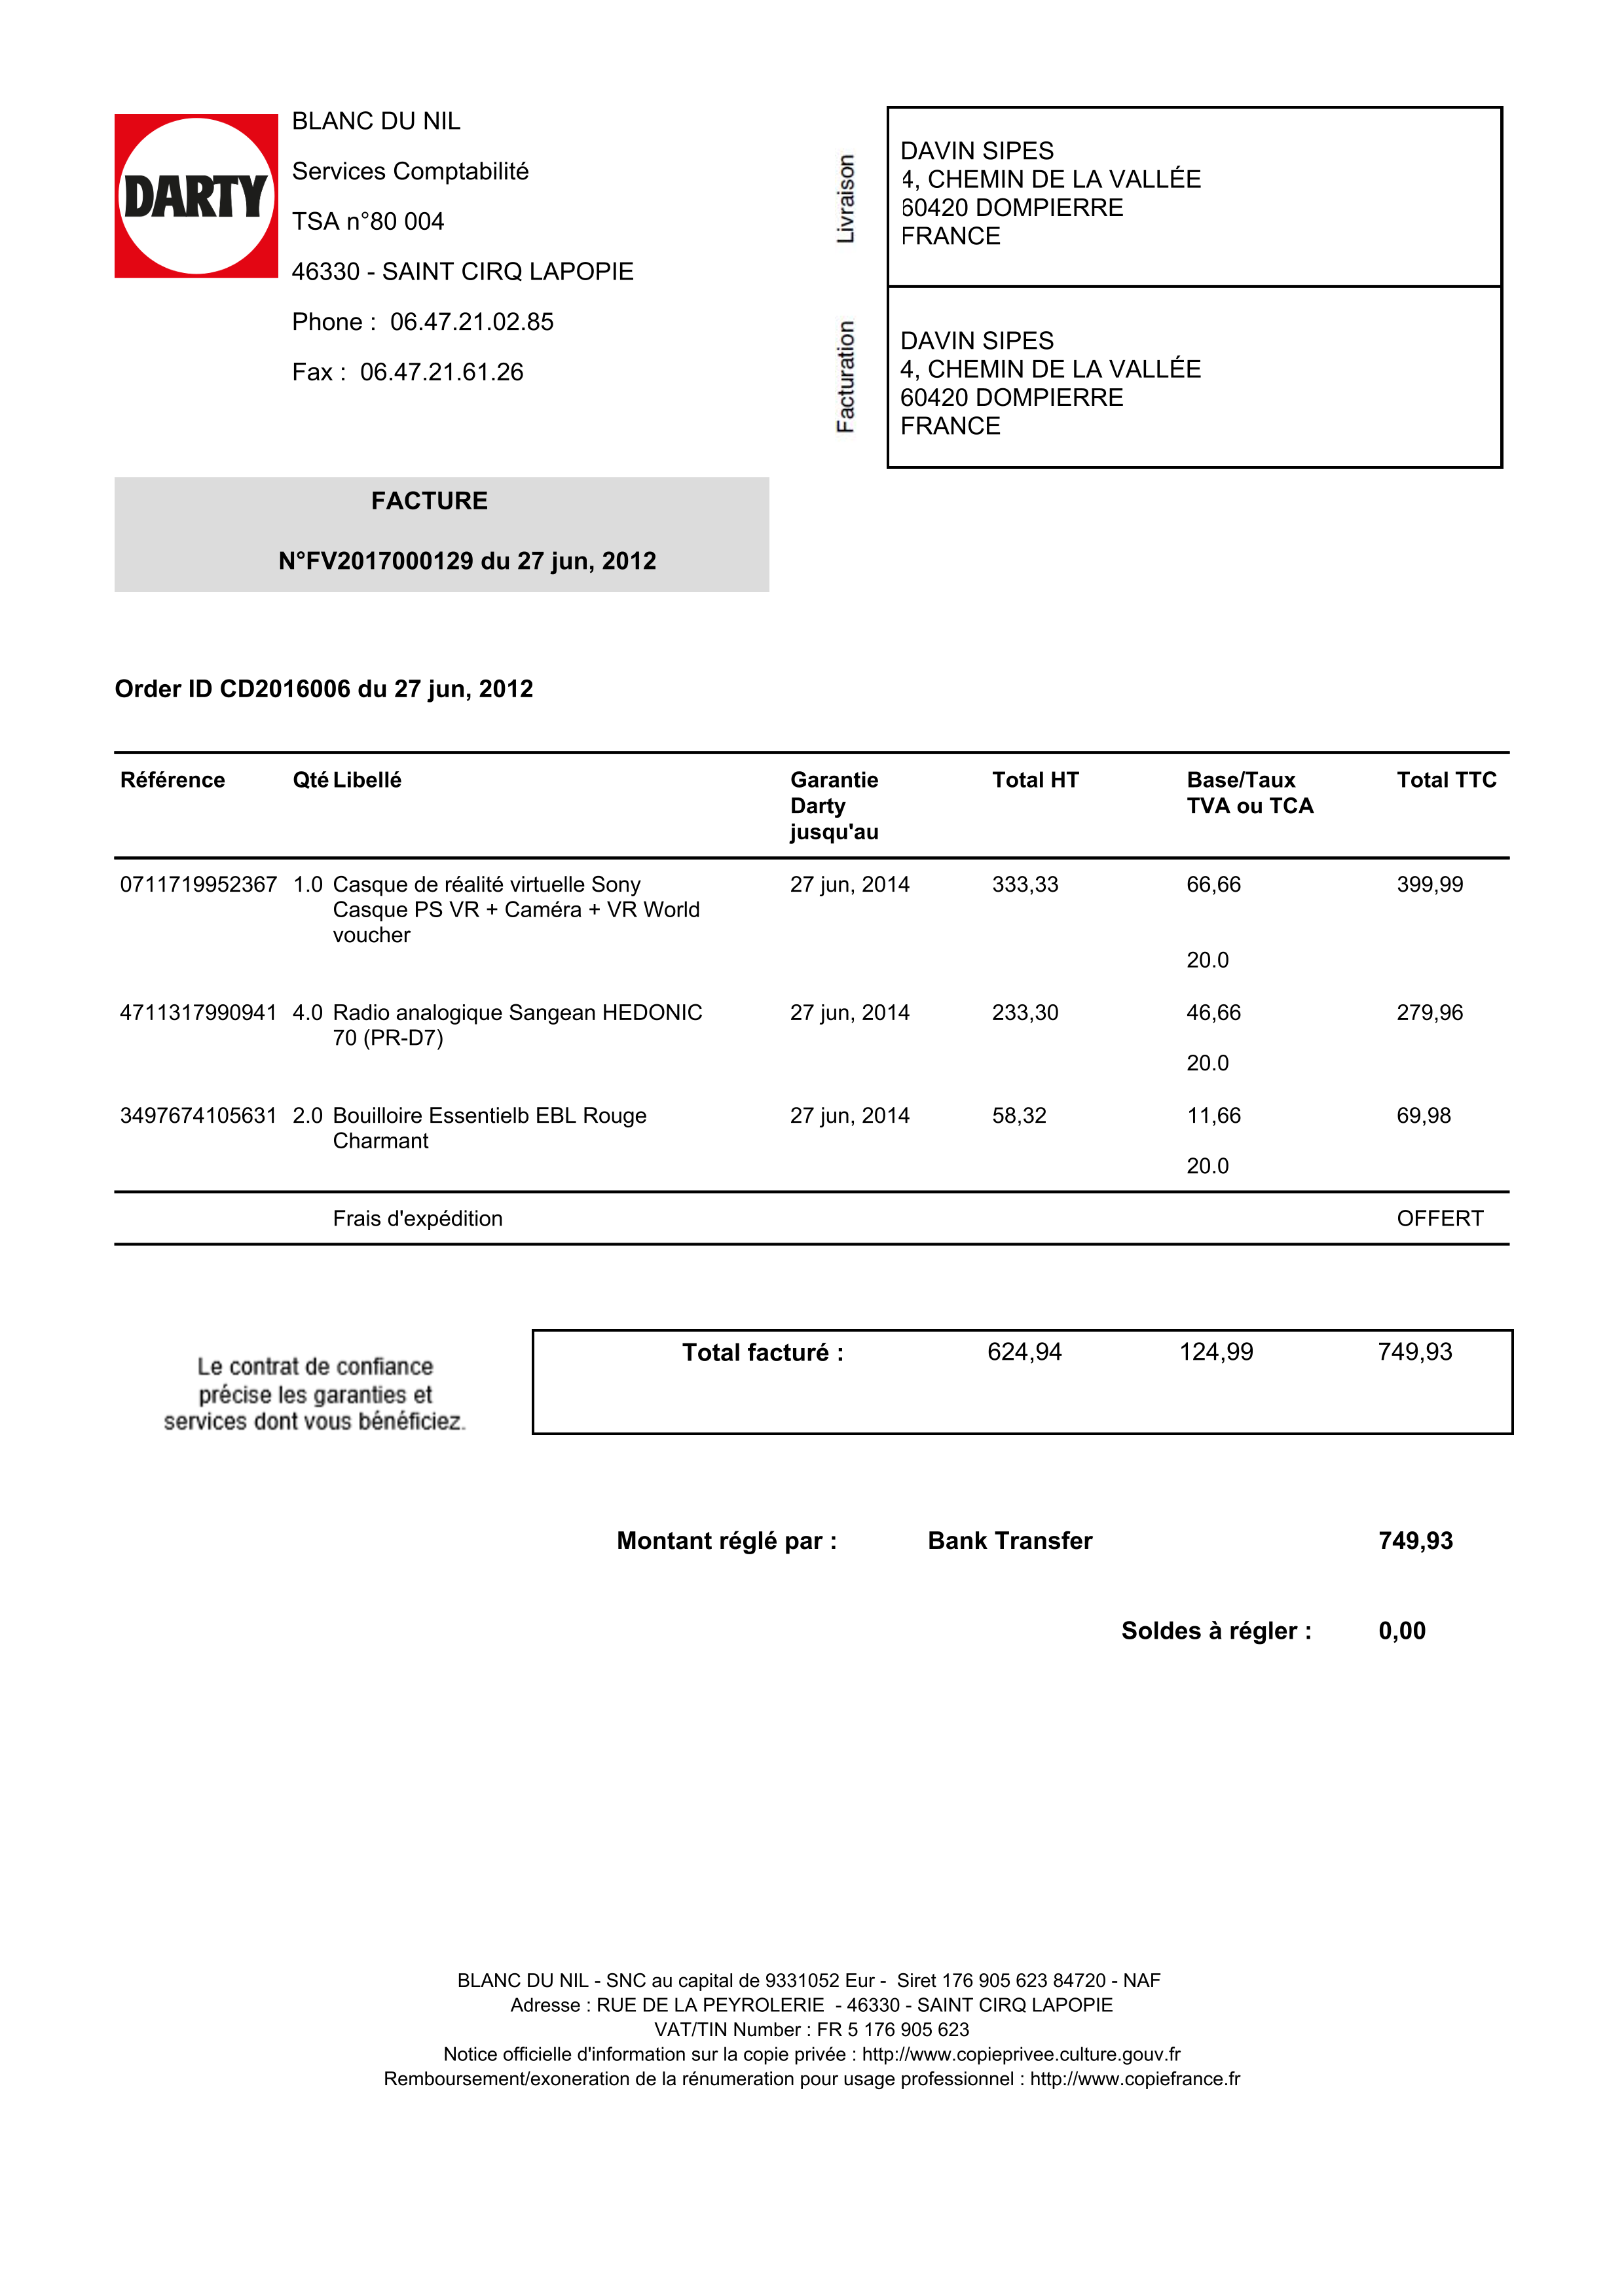 DARTY
BLANC DU NIL
Services Comptabilité
TSA n°80 004
46330 - SAINT CIRQ LAPOPIE
Phone : 06.47.21.02.85
Fax : 06.47.21.61.26
Livraison
DAVIN SIPES
4, CHEMIN DE LA VALLÉE
60420 DOMPIERRE
FRANCE
Facturation
DAVIN SIPES
4, CHEMIN DE LA VALLÉE
60420 DOMPIERRE
FRANCE
FACTURE
N°FV2017000129 du 27 jun, 2012
Order ID CD2016006 du 27 jun, 2012
Référence Qté Libellé Garantie Total HT Base/Taux Total TTC
Darty TVA ou TCA
jusqu'au
0711719952367 1.0 Casque de réalité virtuelle Sony 27 jun, 2014 333,33 66,66 399,99
Casque PS VR + Caméra + VR World
voucher
20.0
4711317990941 4.0 Radio analogique Sangean HEDONIC 27 jun, 2014 233,30 46,66 279,96
70 (PR-D7)
20.0
3497674105631 2.0 Bouilloire Essentielb EBL Rouge 27 jun, 2014 58,32 11,66 69,98
Charmant
20.0
Frais d'expédition OFFERT
Le contrat de confiance
précise les garanties et
services dont vous bénéficiez.
Total facturé : 624,94 124,99 749,93
Montant réglé par : Bank Transfer 749,93
Soldes à régler : 0,00
BLANC DU NIL - SNC au capital de 9331052 Eur - Siret 176 905 623 84720 - NAF
Adresse : RUE DE LA PEYROLERIE - 46330 - SAINT CIRQ LAPOPIE
VAT/TIN Number : FR 5 176 905 623
Notice officielle d'information sur la copie privée : http://www.copieprivee.culture.gouv.fr
Remboursement/exoneration de la rénumeration pour usage professionnel : http://www.copiefrance.fr